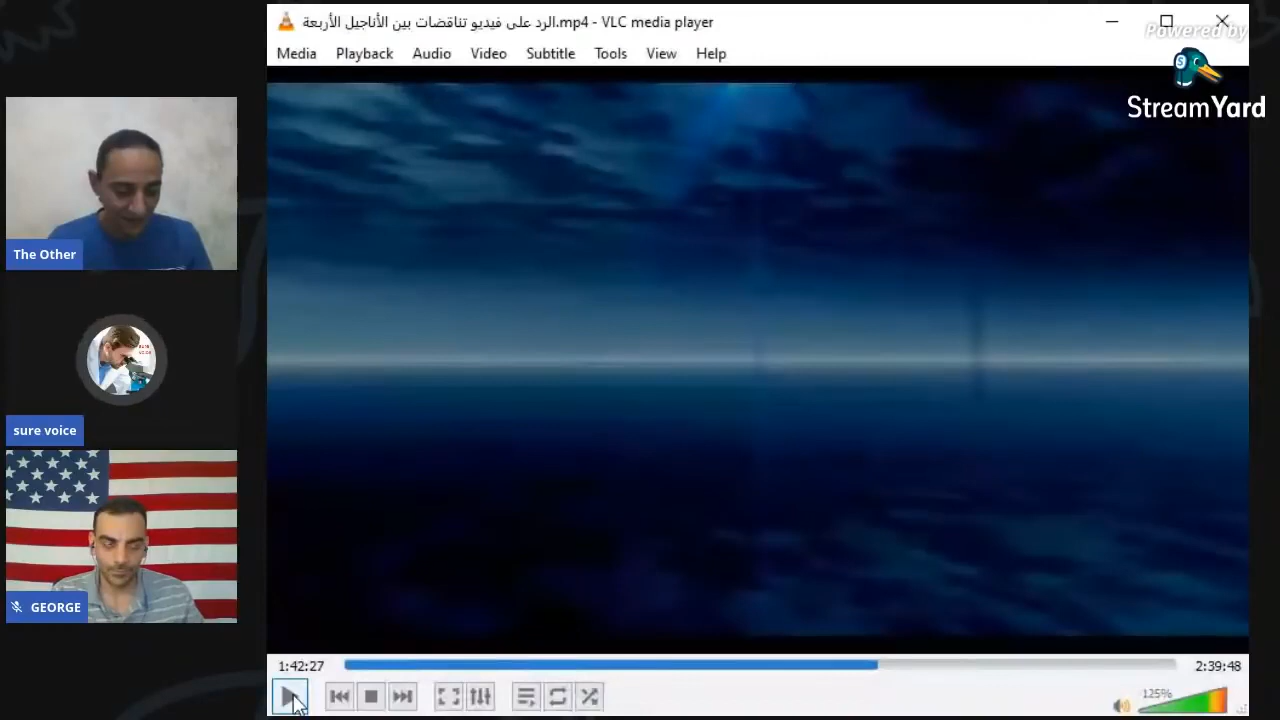 الرد على فيديو تناقضات بين الأناجيل الأربعة.mp4 - VLC media player
Media Playback Audio Video Subtitle Tools View Help
Powered by
StreamYard
The Other
sure voice
GEORGE
1:42:27
2:39:48
125%